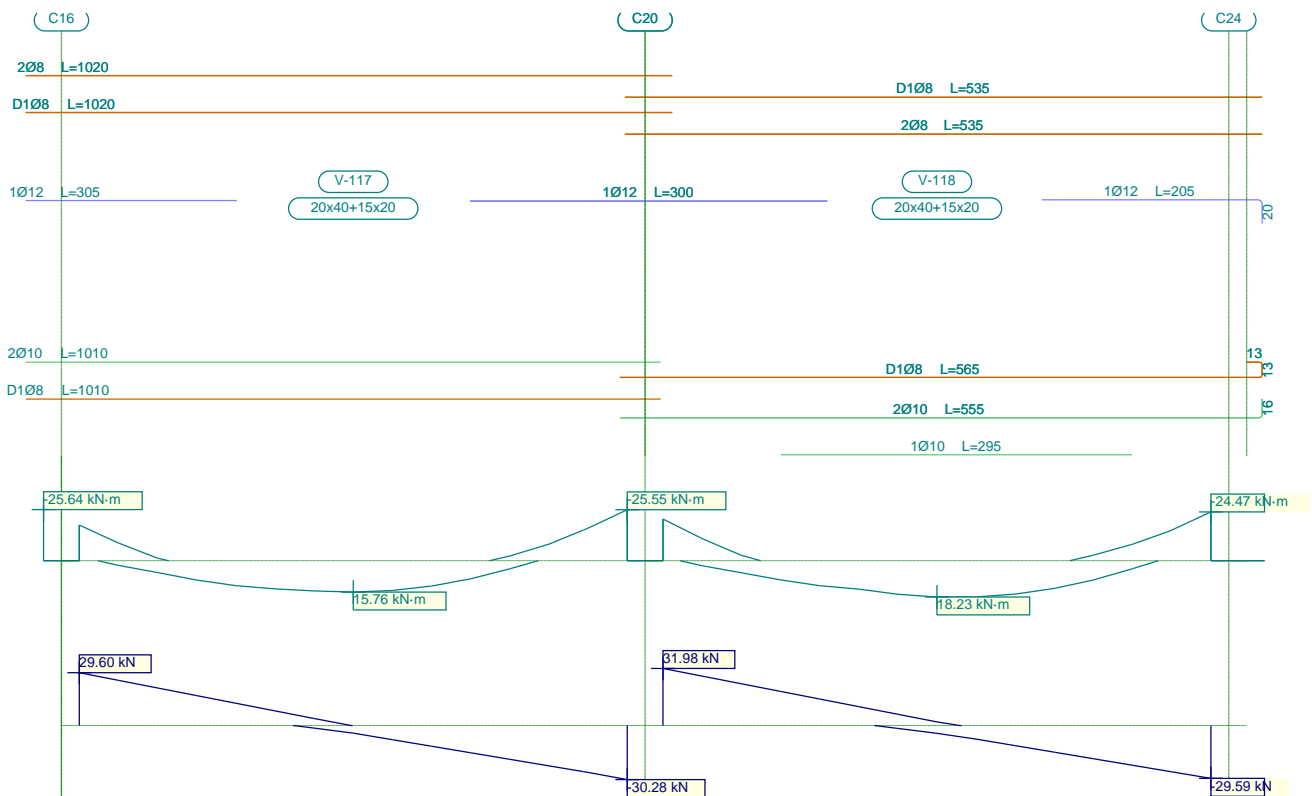 C16 C20 C24
2Ø8 L=1020
D1Ø8 L=535
D1Ø8 L=1020
2Ø8 L=535
V-117 V-118
1Ø12 L=305 1Ø12 L=300 1Ø12 L=205
20x40+15x20 20x40+15x20
20
2Ø10 L=1010 13
D1Ø8 L=565 13
D1Ø8 L=1010
2Ø10 L=555 16
1Ø10 L=295
-25.64 kN·m -25.55 kN·m -24.47 kN·m
15.76 kN·m 18.23 kN·m
29.60 kN 31.98 kN
-30.28 kN -29.59 kN